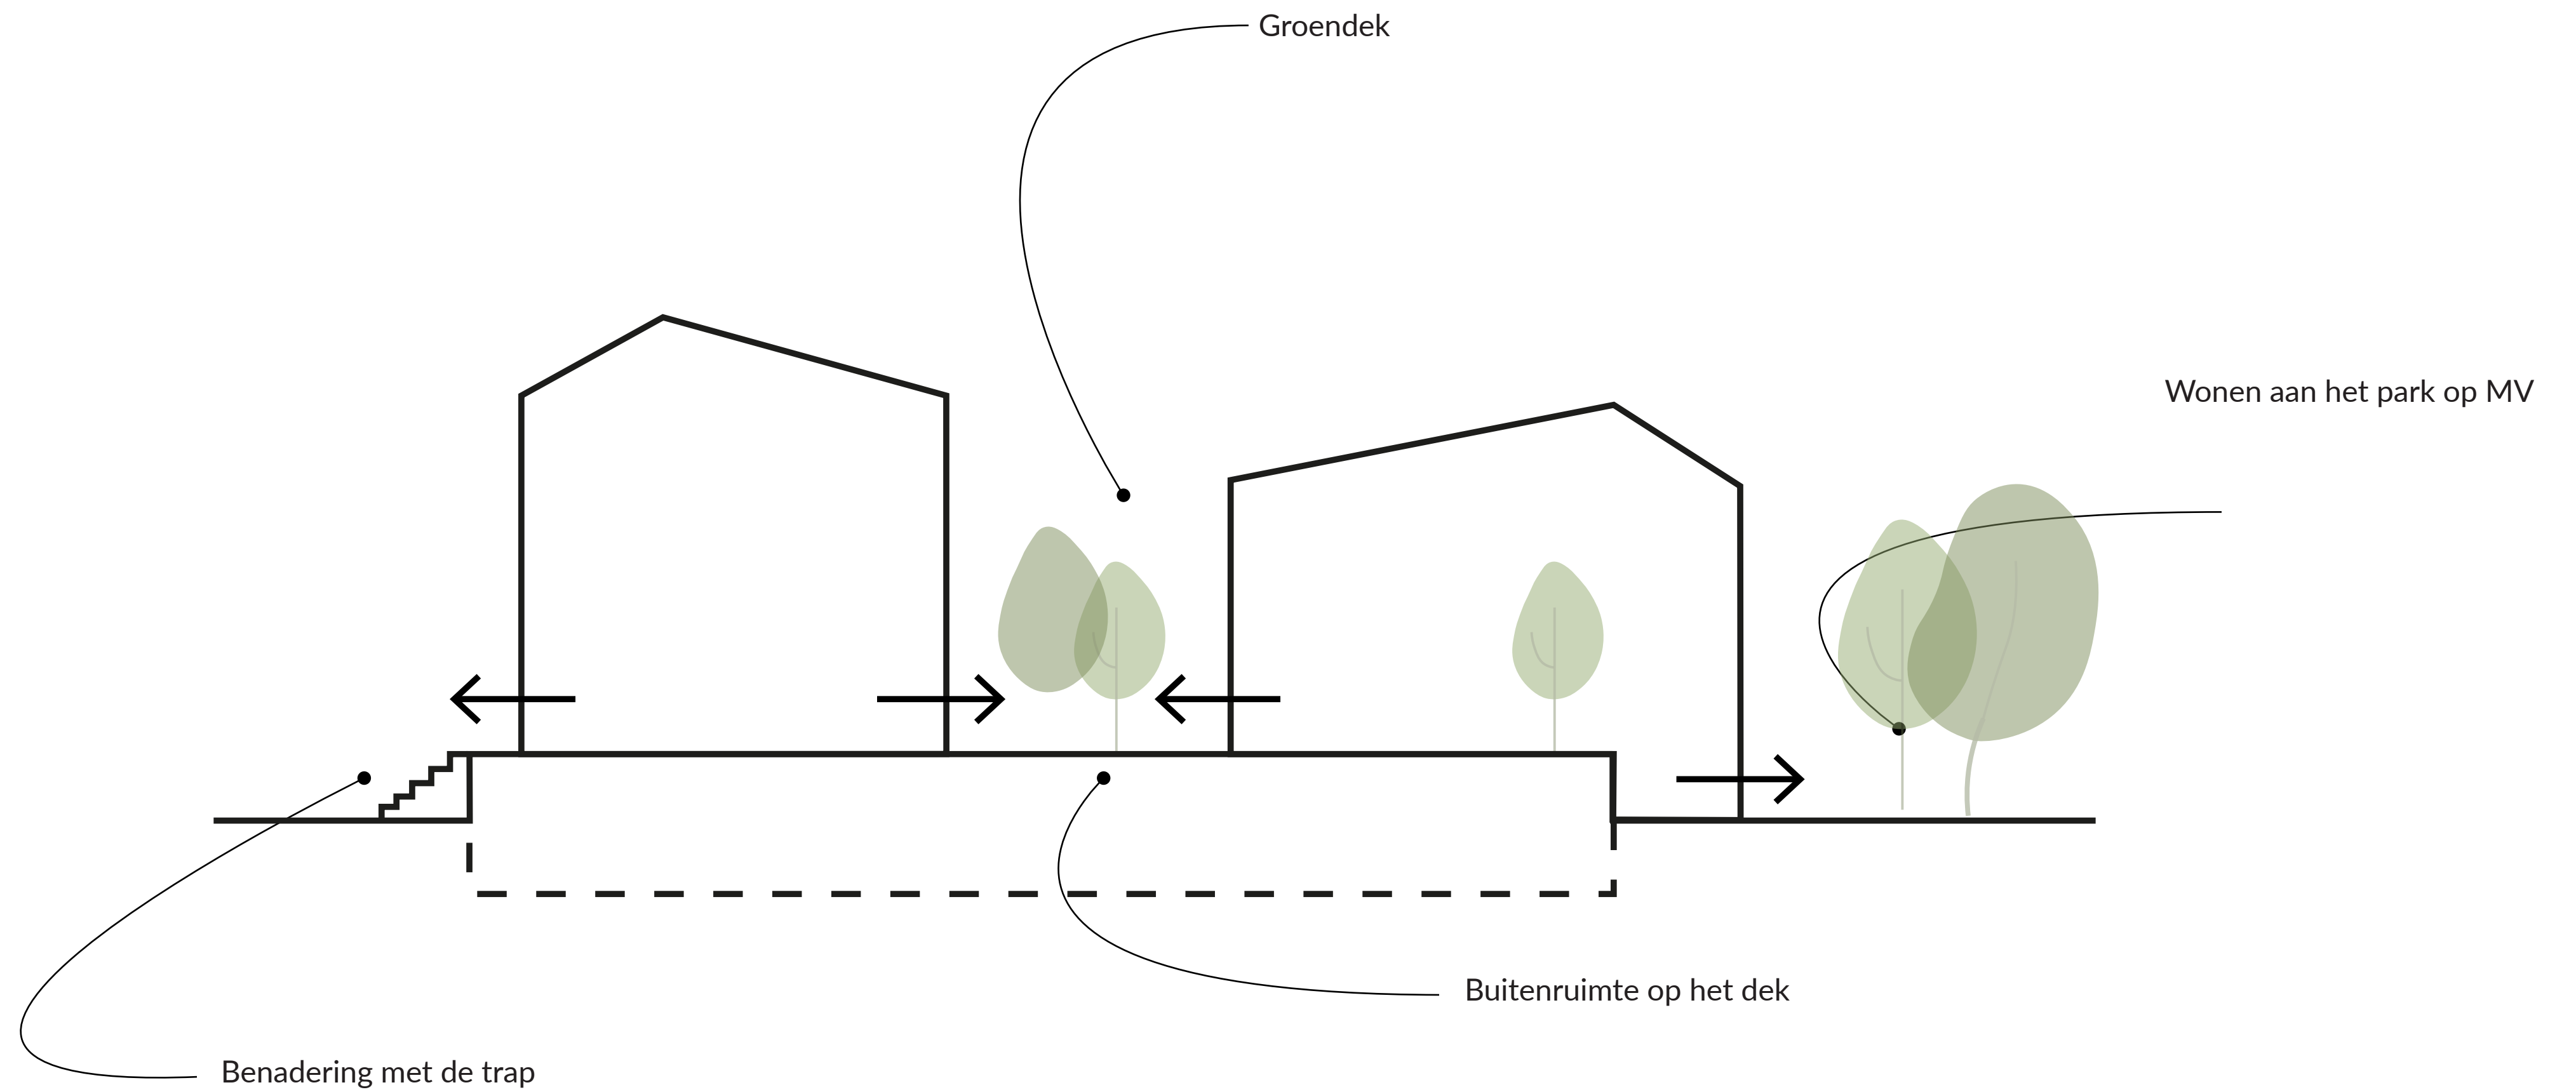 Groendek
Wonen aan het park op MV
Buitenruimte op het dek
Benadering met de trap